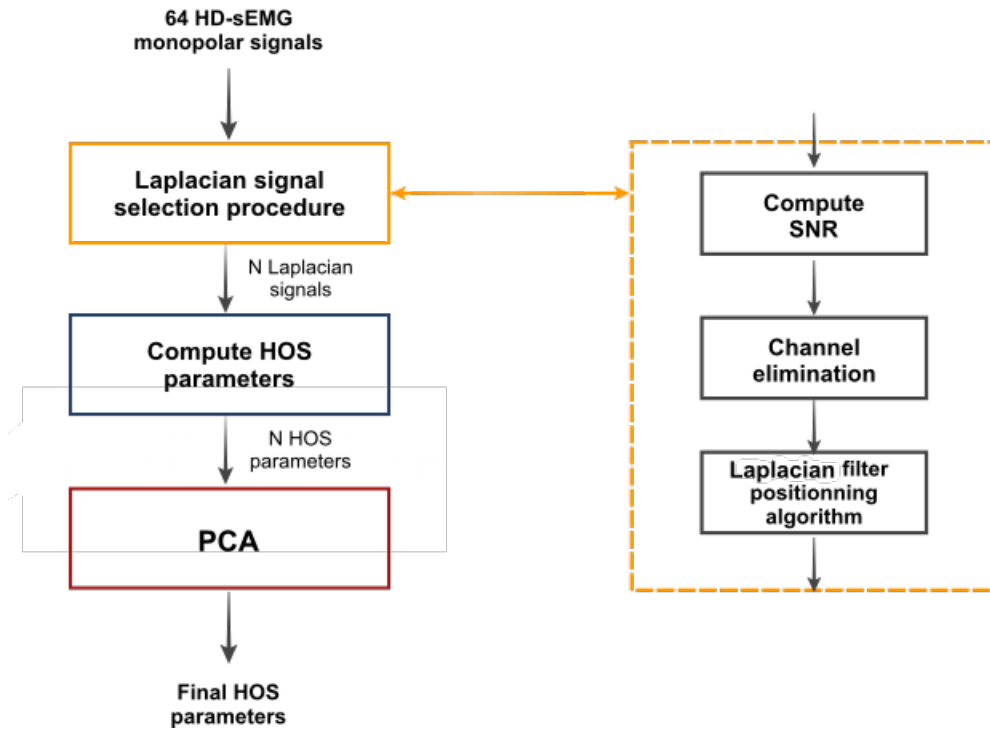 64 HD-sEMG
monopolar signals
Laplacian signal
selection procedure
N Laplacian
signals
Compute HOS
parameters
N HOS
parameters
PCA
Final HOS
parameters
Compute
SNR
Channel
elimination
Laplacian filter
positionning
algorithm